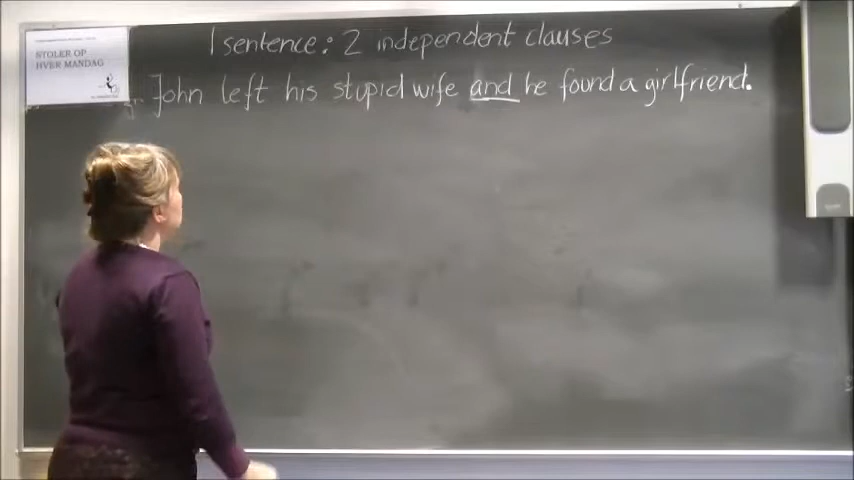 STOLER OP
HVER MANDAG
1 sentence: 2 independent clauses
John left his stupid wife and he found a girlfriend.